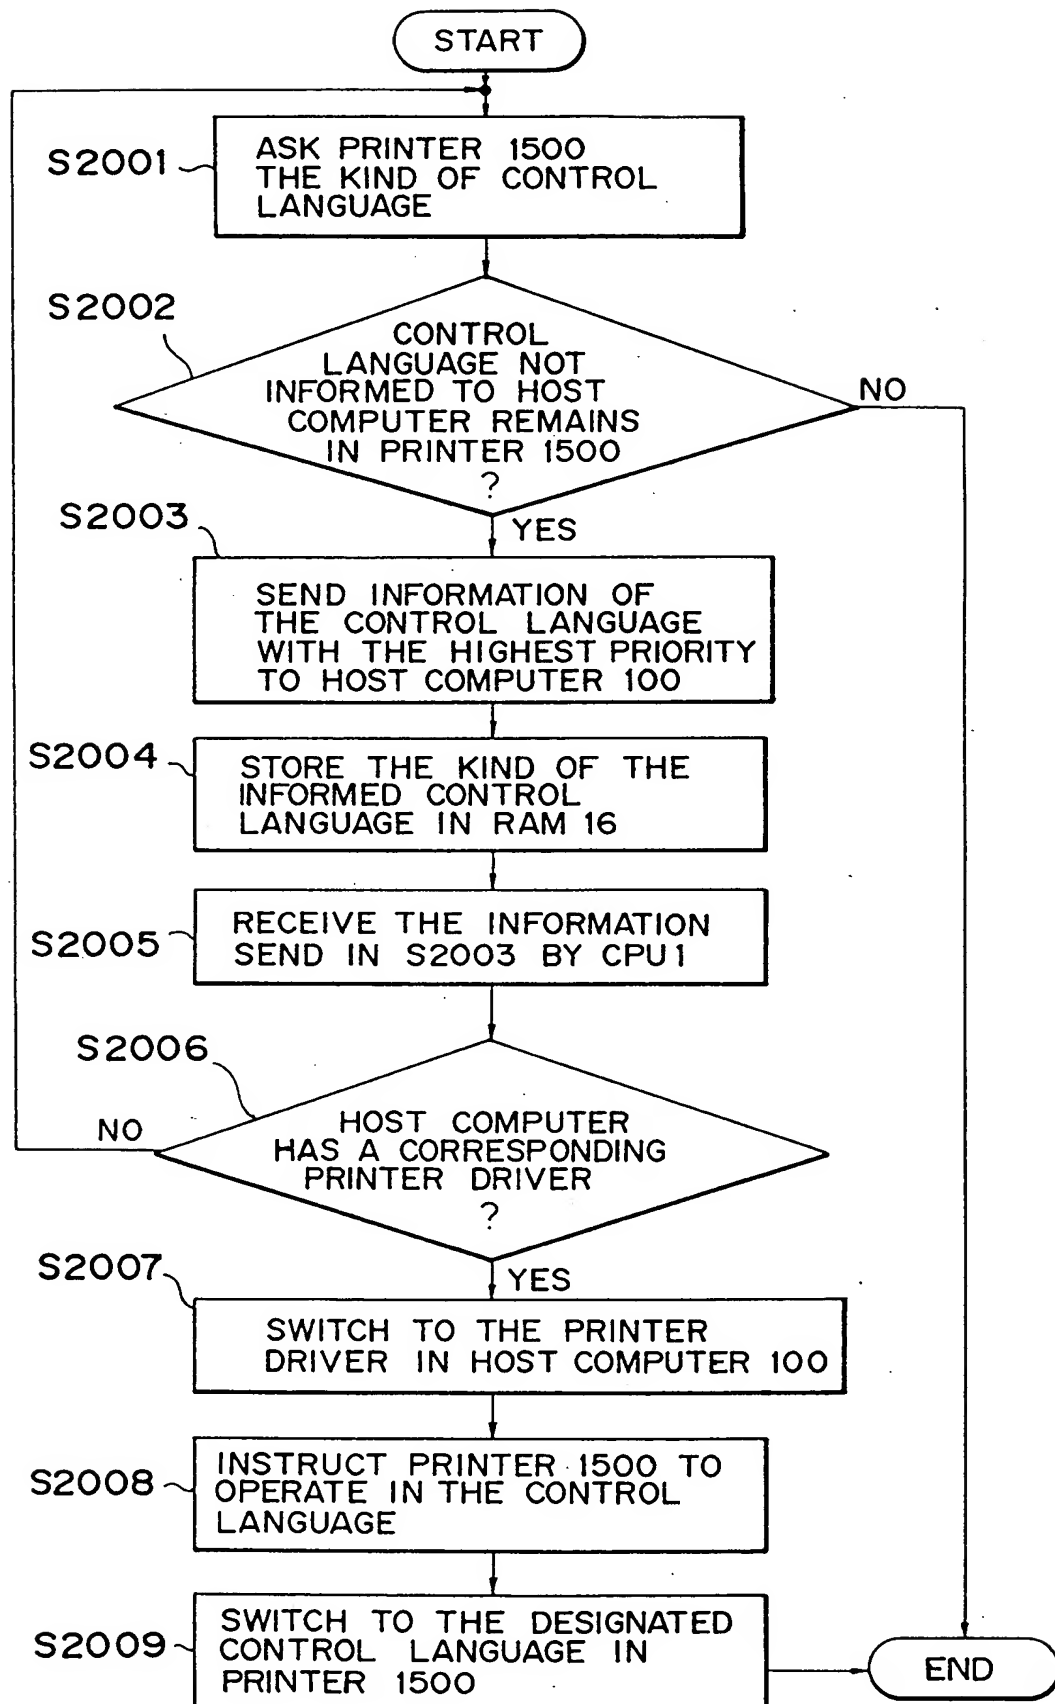 START
S2001
ASK PRINTER 1500
THE KIND OF CONTROL
LANGUAGE
S2002
CONTROL
LANGUAGE NOT
INFORMED TO HOST
COMPUTER REMAINS
IN PRINTER 1500
?
NO
YES
S2003
SEND INFORMATION OF
THE CONTROL LANGUAGE
WITH THE HIGHEST PRIORITY
TO HOST COMPUTER 100
S2004
STORE THE KIND OF THE
INFORMED CONTROL
LANGUAGE IN RAM 16
S2005
RECEIVE THE INFORMATION
SEND IN S2003 BY CPU1
S2006
HOST COMPUTER
HAS A CORRESPONDING
PRINTER DRIVER
?
NO
YES
S2007
SWITCH TO THE PRINTER
DRIVER IN HOST COMPUTER 100
S2008
INSTRUCT PRINTER 1500 TO
OPERATE IN THE CONTROL
LANGUAGE
S2009
SWITCH TO THE DESIGNATED
CONTROL LANGUAGE IN
PRINTER 1500
END